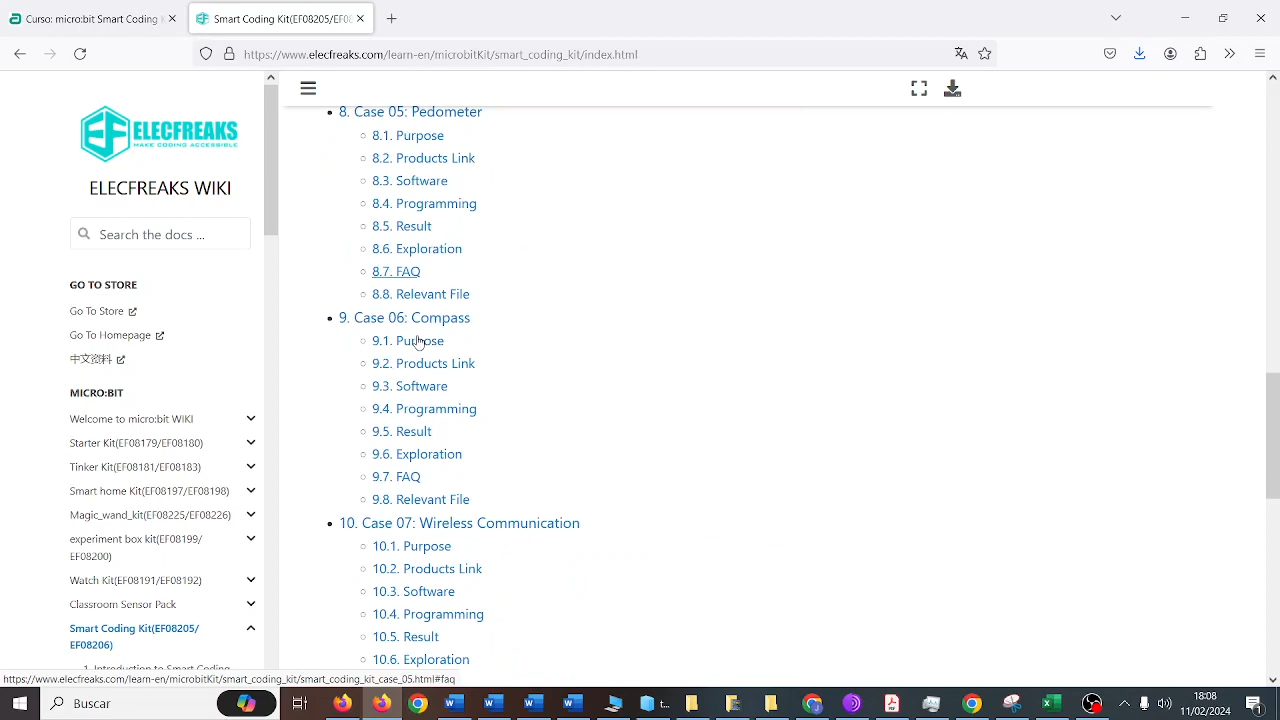 Curso: micro:bit Smart Coding
Smart Coding Kit(EF08205/EF08:
https://www.elecfreaks.com/learn-en/microbitKit/smart_coding_kit/index.html
ELECFREAKS
MAKE CODING ACCESSIBLE
ELECFREAKS WIKI
Search the docs ...
GO TO STORE
Go To Store
Go To Homepage
中文资料
MICRO:BIT
Welcome to micro:bit WIKI
Starter Kit(EF08179/EF08180)
Tinker Kit(EF08181/EF08183)
Smart home Kit(EF08197/EF08198)
Magic_wand_kit(EF08225/EF08226)
experiment box kit(EF08199/
EF08200)
Watch Kit(EF08191/EF08192)
Classroom Sensor Pack
Smart Coding Kit(EF08205/
EF08206)
1. Introduction to Smart Coding
8. Case 05: Pedometer
8.1. Purpose
8.2. Products Link
8.3. Software
8.4. Programming
8.5. Result
8.6. Exploration
8.7. FAQ
8.8. Relevant File
9. Case 06: Compass
9.1. Purpose
9.2. Products Link
9.3. Software
9.4. Programming
9.5. Result
9.6. Exploration
9.7. FAQ
9.8. Relevant File
10. Case 07: Wireless Communication
10.1. Purpose
10.2. Products Link
10.3. Software
10.4. Programming
10.5. Result
10.6. Exploration
https://www.elecfreaks.com/learn-en/microbitKit/smart_coding_kit/smart_coding_kit_case_05.html#faq
Buscar
18:08
11/02/2024